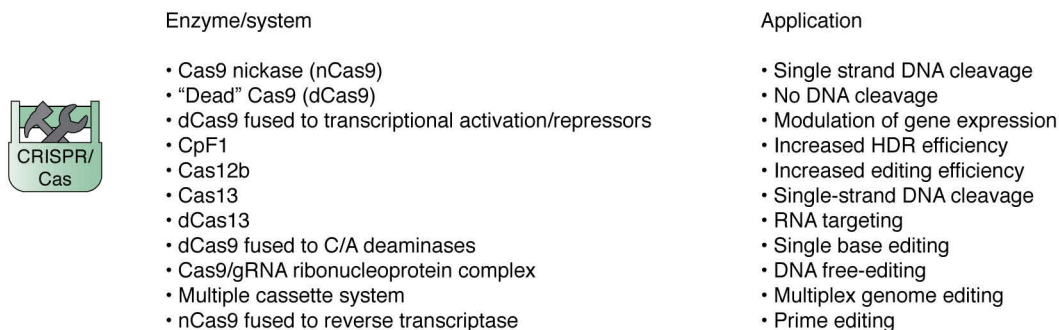 Enzyme/system Application
• Cas9 nickase (nCas9) • Single strand DNA cleavage
• “Dead” Cas9 (dCas9) • No DNA cleavage
• dCas9 fused to transcriptional activation/repressors • Modulation of gene expression
• CpF1 • Increased HDR efficiency
• Cas12b • Increased editing efficiency
• Cas13 • Single-strand DNA cleavage
• dCas13 • RNA targeting
• dCas9 fused to C/A deaminases • Single base editing
• Cas9/gRNA ribonucleoprotein complex • DNA free-editing
• Multiple cassette system • Multiplex genome editing
• nCas9 fused to reverse transcriptase • Prime editing
CRISPR/
Cas